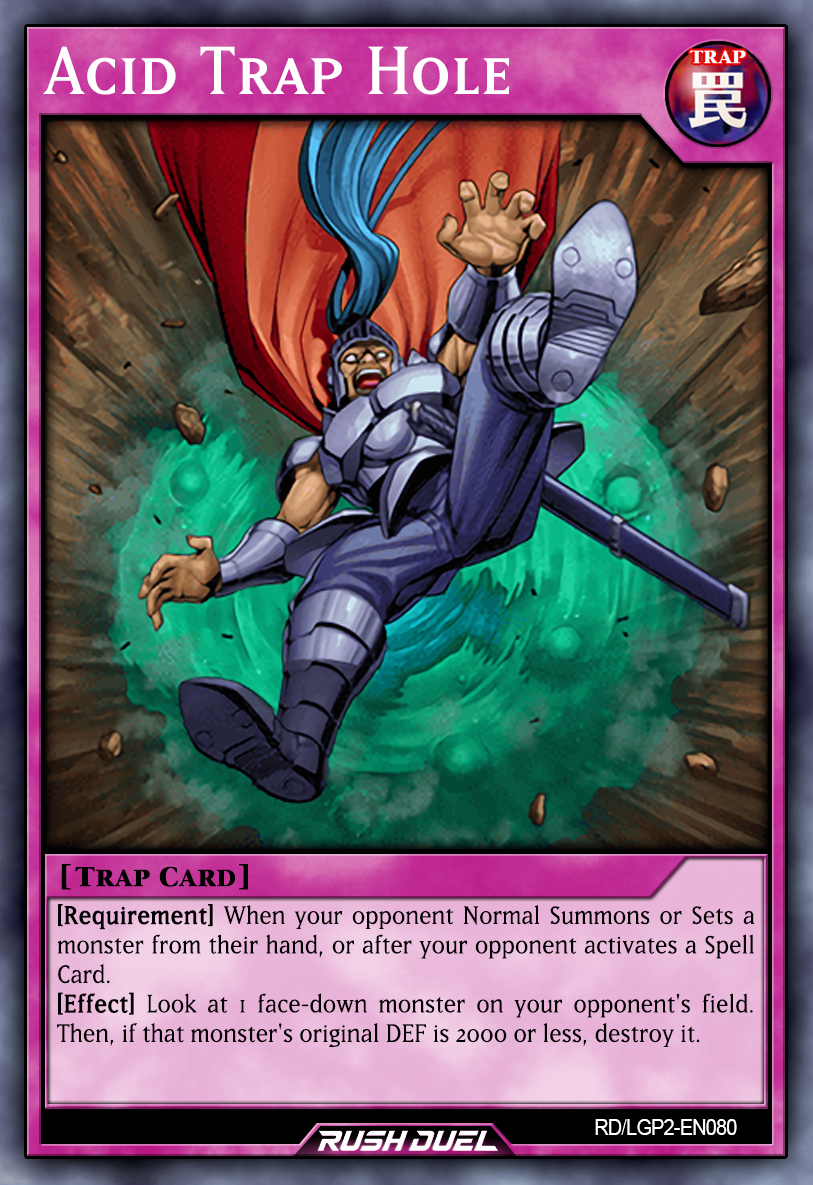 Acid Trap Hole
TRAP
罠
[Trap Card]
[Requirement] When your opponent Normal Summons or Sets a
monster from their hand, or after your opponent activates a Spell
Card.
[Effect] Look at 1 face-down monster on your opponent's field.
Then, if that monster's original DEF is 2000 or less, destroy it.
RUSH DUEL
RD/LGP2-EN080